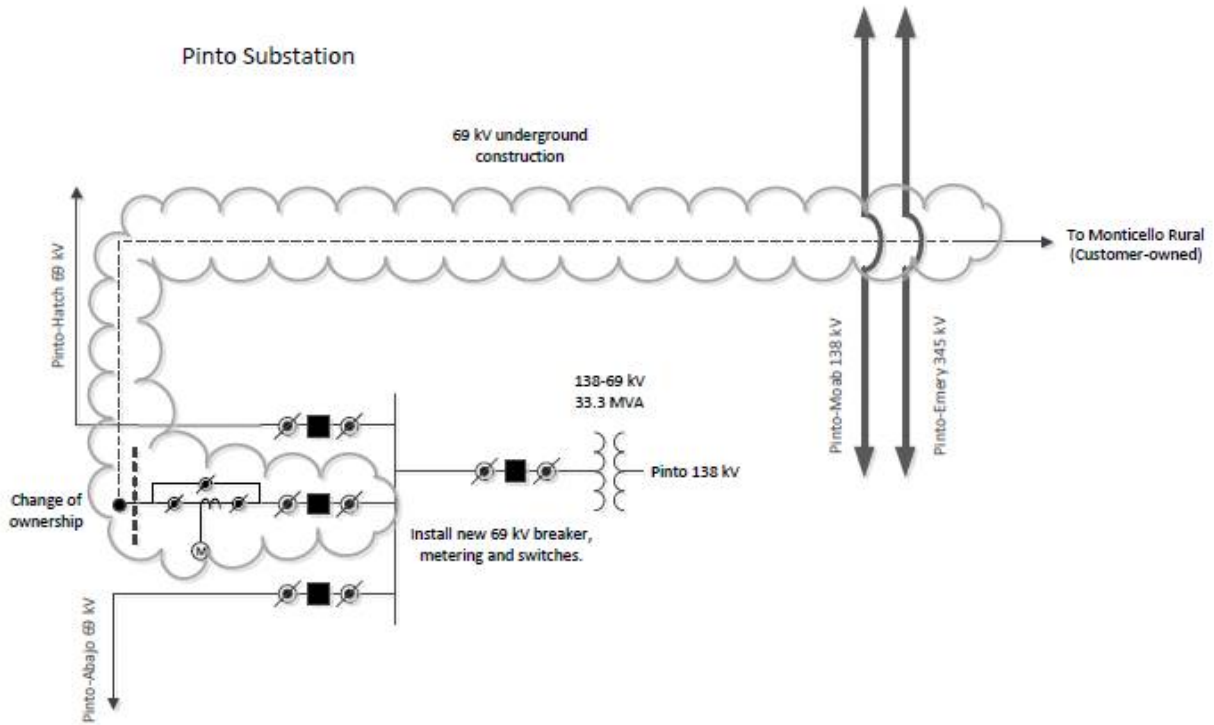 Pinto Substation
69 kV underground
construction
To Monticello Rural
(Customer-owned)
Pinto-Hatch 69 kV
Pinto-Moab 138 kV
Pinto-Emery 345 kV
138-69 kV
33.3 MVA
Pinto 138 kV
Change of
ownership
M
Install new 69 kV breaker,
metering and switches.
Pinto-Abajo 69 kV